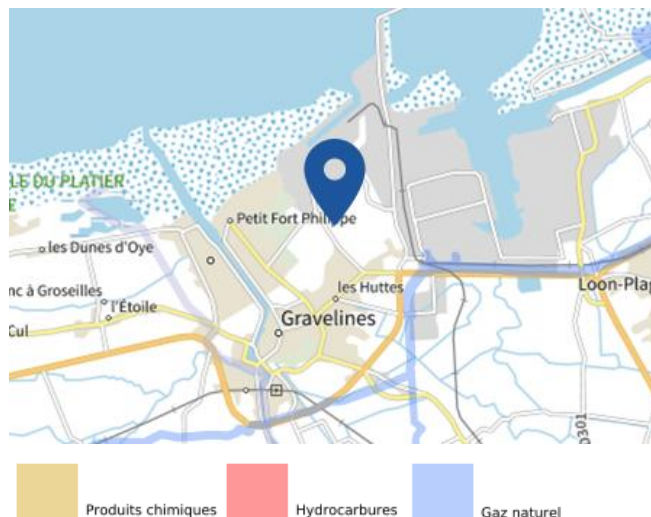 LE DU PLATIER
E
Petit Fort Philippe
les Dunes d'Oye
nc à Groseilles
l'Étoile
Cul
les Huttes
Gravelines
Loon-Plag
D301
Produits chimiques
Hydrocarbures
Gaz naturel